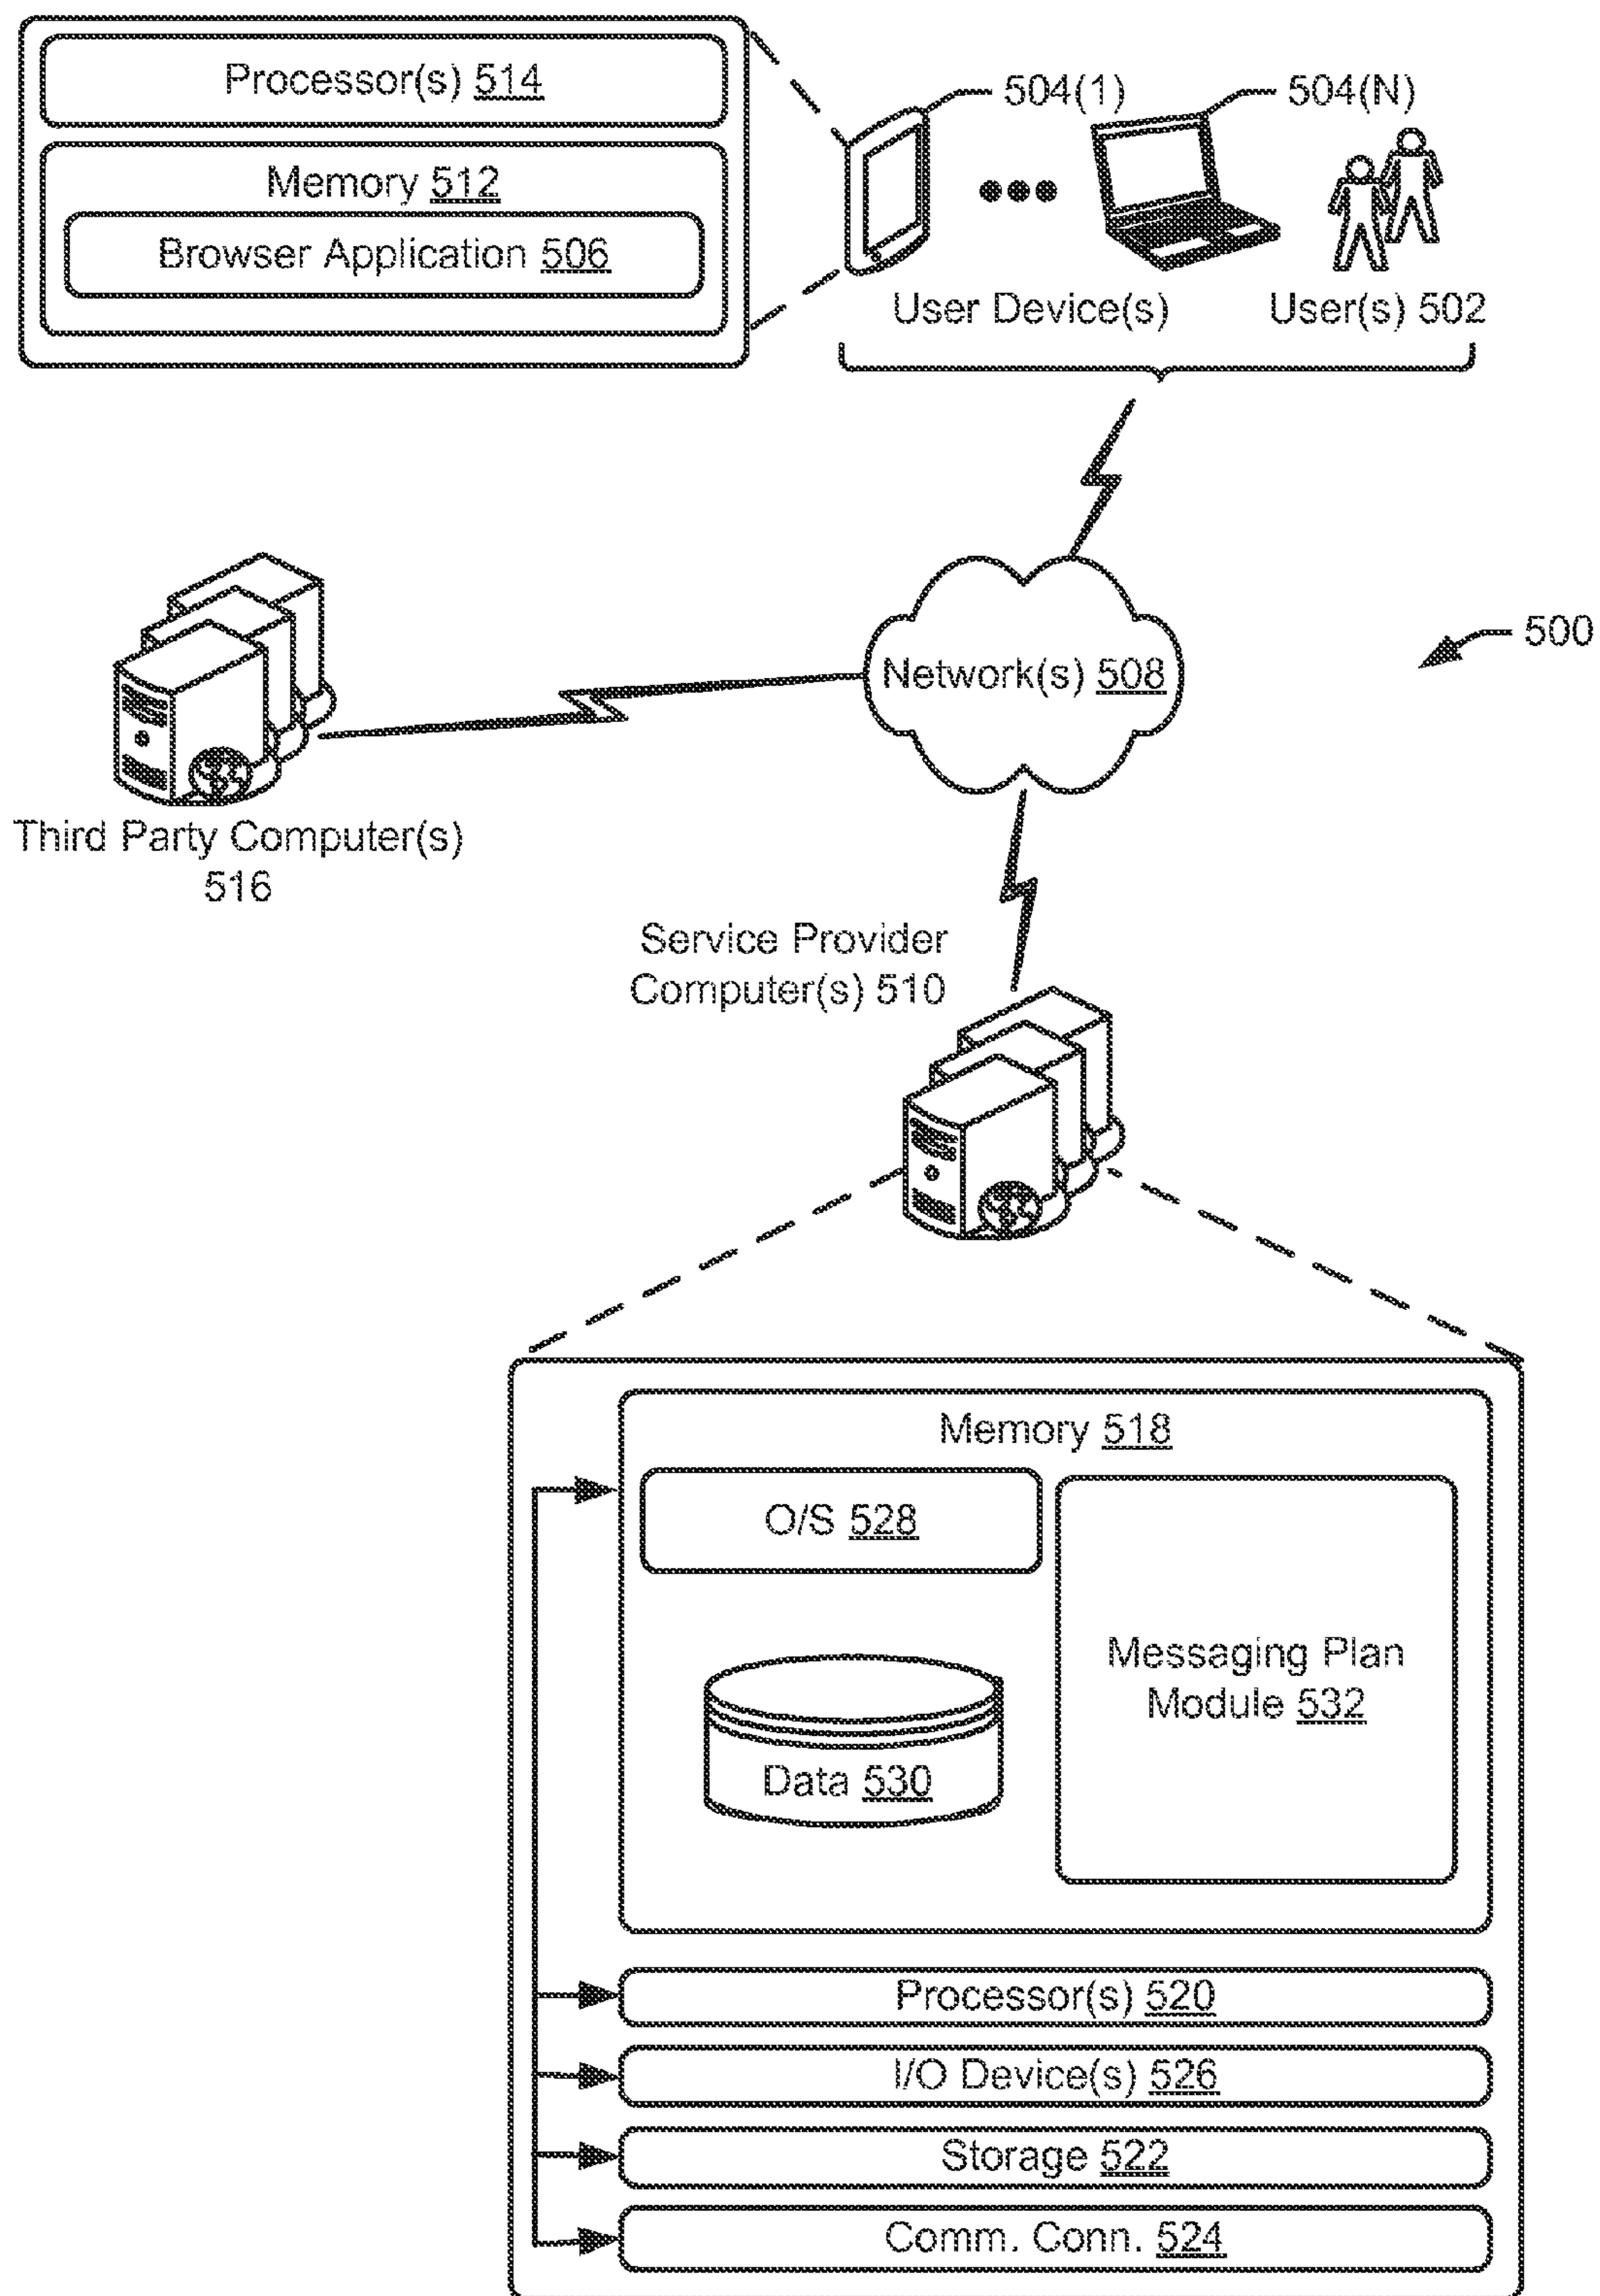 Processor(s) 514
Memory 512
Browser Application 506
504(1)
504(N)
User Device(s)
User(s) 502
500
Network(s) 508
Third Party Computer(s)
516
Service Provider
Computer(s) 510
Memory 518
O/S 528
Data 530
Messaging Plan
Module 532
Processor(s) 520
I/O Device(s) 526
Storage 522
Comm. Conn. 524